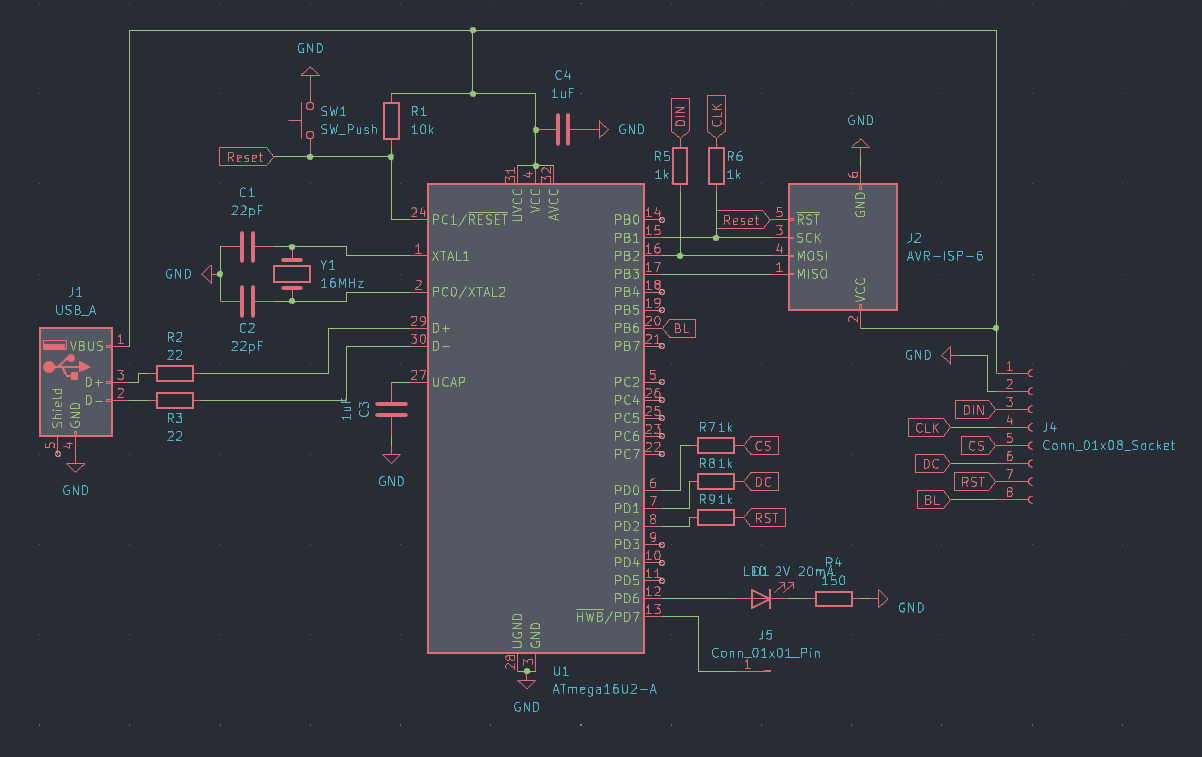 GND
SW1
SW_Push
R1
10k
C4
1uF
GND
DIN
CLK
R5
1k
R6
1k
GND
Reset
C1
22pF
GND
Y1
16MHz
C2
22pF
J1
USB_A
VBUS 1
D+ 3
D- 2
Shield
GND
5
4
GND
R2
22
R3
22
1uF
C3
GND
31
4
32
UVCC
VCC
AVCC
24 PC1/RESET
1 XTAL1
2 PC0/XTAL2
29 D+
30 D-
27 UCAP
PB0 14
PB1 15
PB2 16
PB3 17
PB4 18
PB5 19
PB6 20
PB7 21
PC2 5
PC4 26
PC5 25
PC6 23
PC7 22
PD0 6
PD1 7
PD2 8
PD3 9
PD4 10
PD5 11
PD6 12
HWB/PD7 13
UGND
GND
28
3
GND
U1
ATmega16U2-A
BL
Reset
5 RST
3 SCK
4 MOSI
1 MISO
6
GND
VCC
2
J2
AVR-ISP-6
R71k
CS
R81k
DC
R91k
RST
2V 20mA
R4
150
GND
J5
Conn_01x01_Pin
1
GND
1
2
DIN 3
CLK 4
CS 5
DC 6
RST 7
BL 8
J4
Conn_01x08_Socket